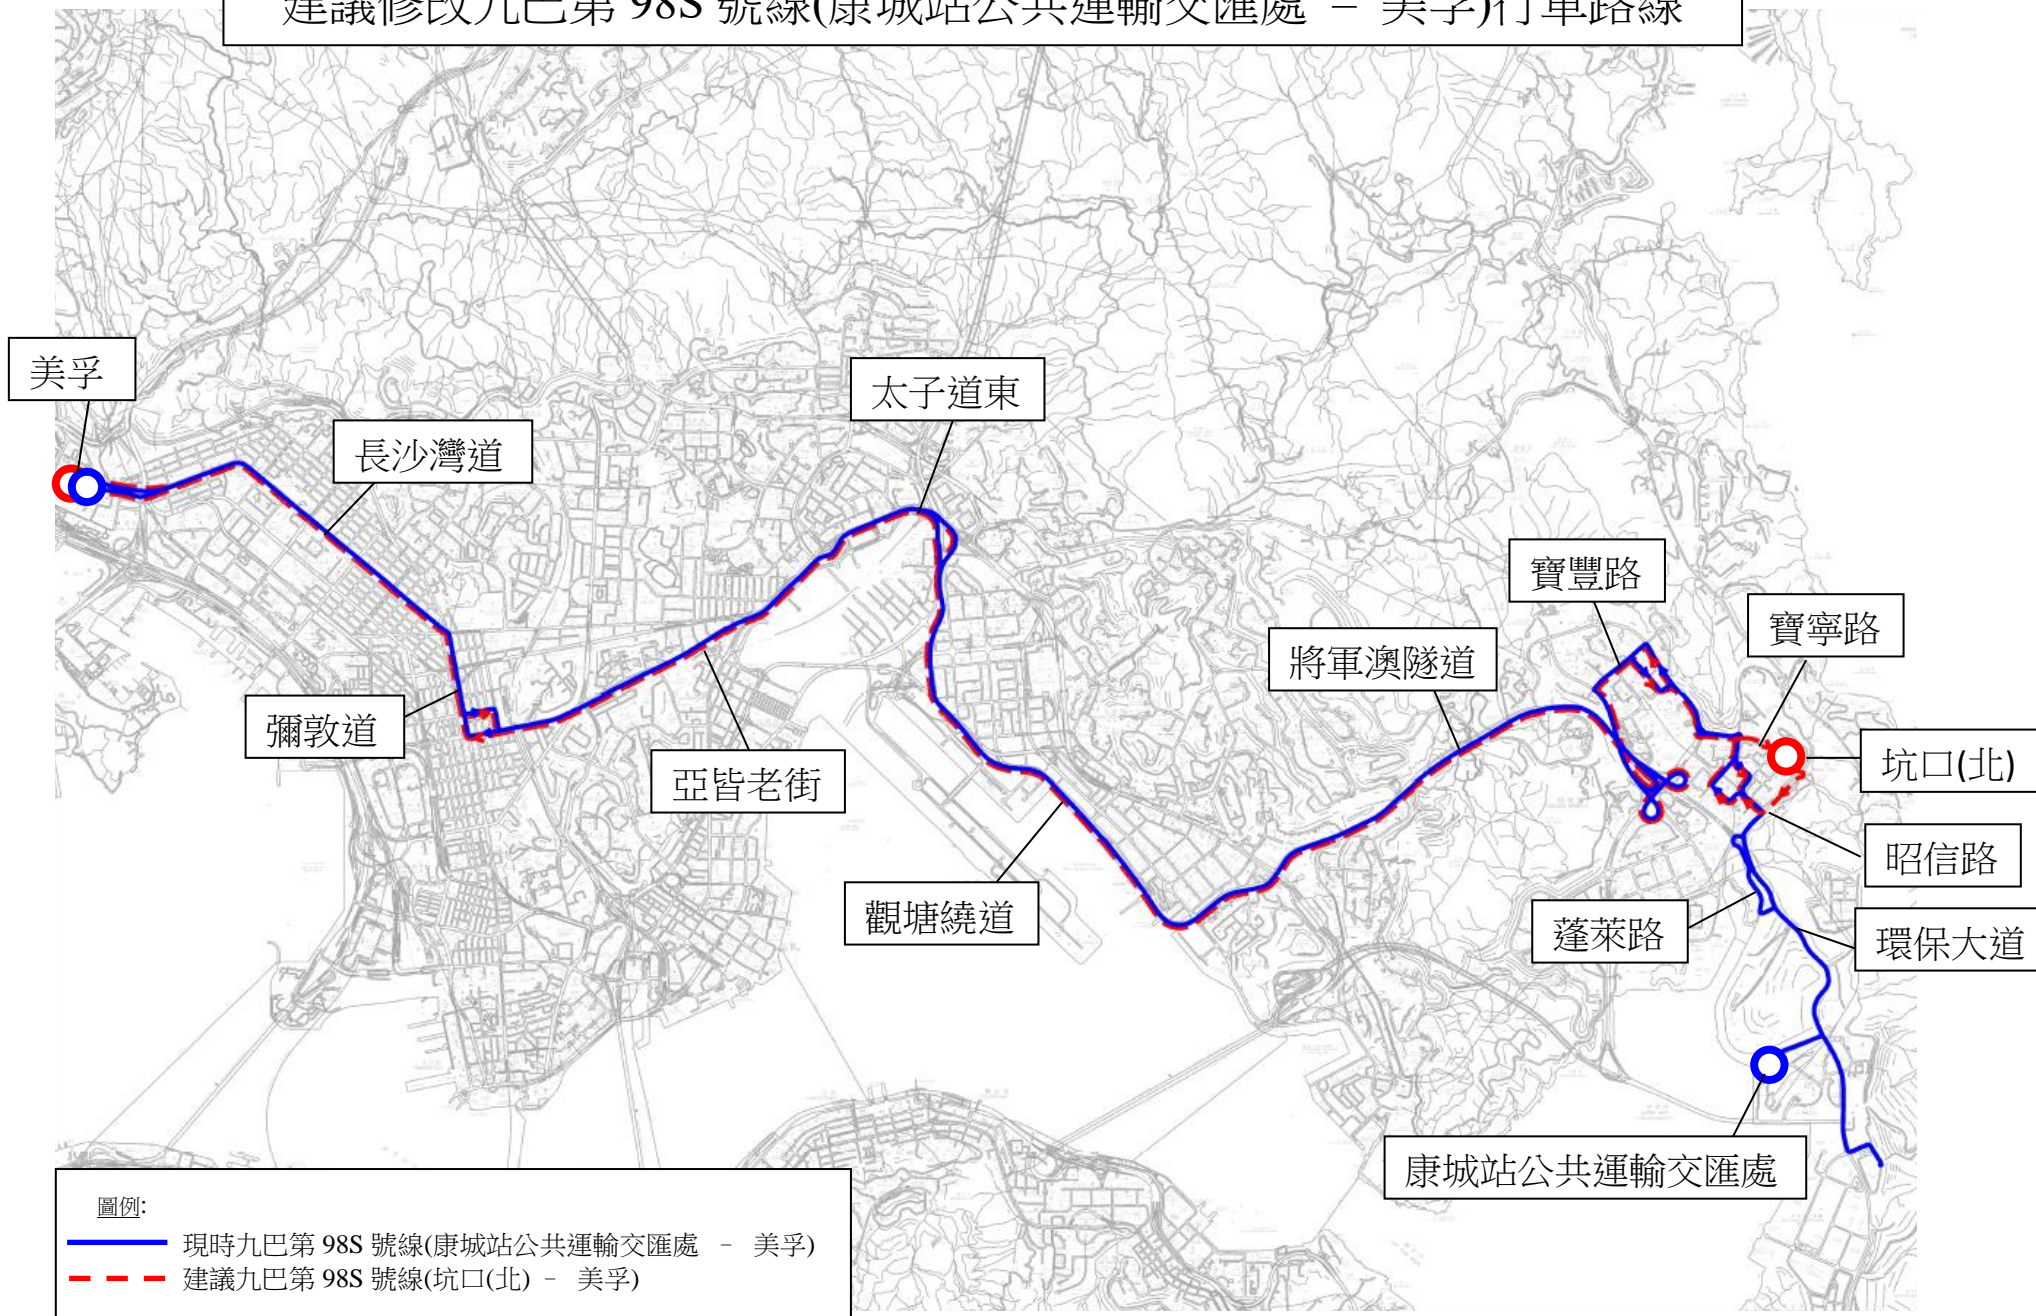 建議修改九巴第 98S 號線(康城站公共運輸交匯處 – 美孚)行車路線
美孚
太子道東
長沙灣道
寶豐路
寶寧路
將軍澳隧道
彌敦道
坑口(北)
亞皆老街
昭信路
觀塘繞道
蓬萊路
環保大道
康城站公共運輸交匯處
圖例:
現時九巴第 98S 號線(康城站公共運輸交匯處 - 美孚)
建議九巴第 98S 號線(坑口(北) - 美孚)